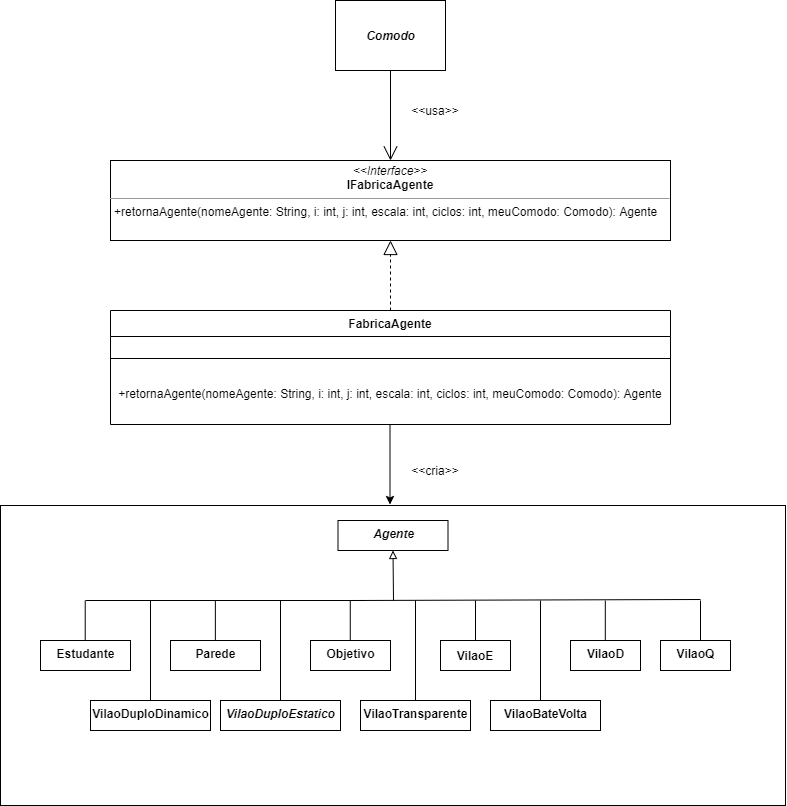 Comodo
<<usa>>
<<Interface>>
IFabricaAgente
+retornaAgente(nomeAgente: String, i: int, j: int, escala: int, ciclos: int, meuComodo: Comodo): Agente
FabricaAgente
+retornaAgente(nomeAgente: String, i: int, j: int, escala: int, ciclos: int, meuComodo: Comodo): Agente
<<cria>>
Agente
Estudante
Parede
Objetivo
VilaoE
VilaoD
VilaoQ
VilaoDuploDinamico
VilaoDuploEstatico
VilaoTransparente
VilaoBateVolta